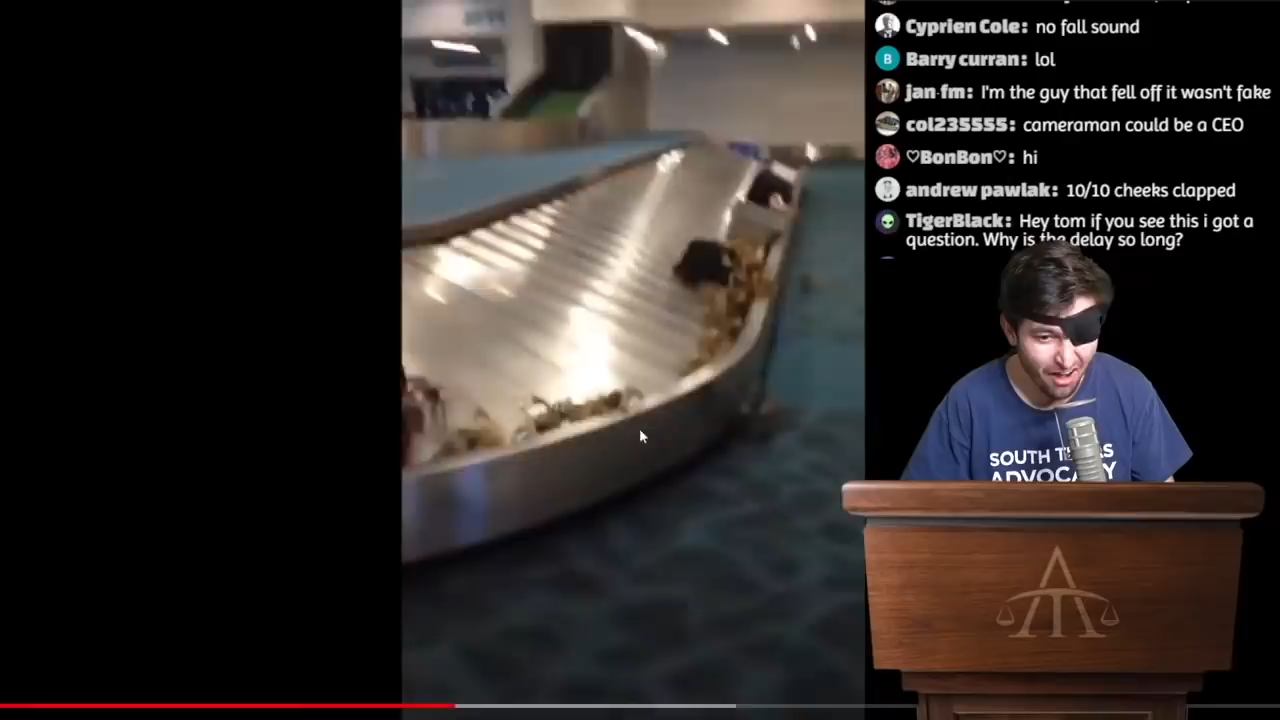 Cyprien Cole: no fall sound
B Barry curran: lol
jan fm: I'm the guy that fell off it wasn't fake
col235555: cameraman could be a CEO
♡BonBon♡: hi
andrew pawlak: 10/10 cheeks clapped
TigerBlack: Hey tom if you see this i got a
question. Why is the delay so long?
SOUTH TEXAS
ADVOCACY